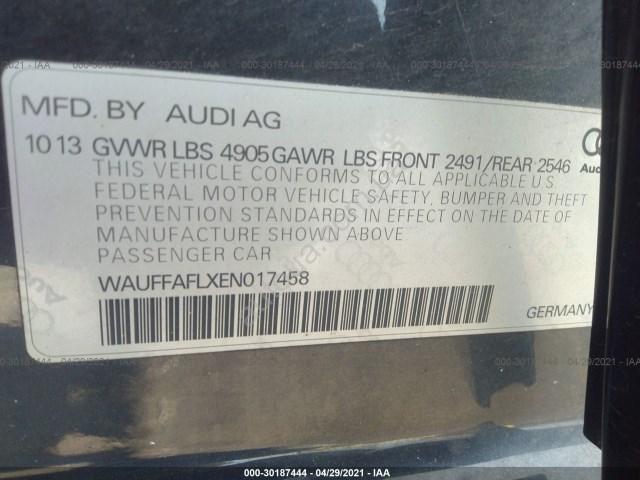 000-30187444 - 04/29/2021 - IAA
MFD. BY AUDI AG
10 13 GVWR LBS 4905 GAWR LBS FRONT 2491/REAR 2546
THIS VEHICLE CONFORMS TO ALL APPLICABLE U.S.
FEDERAL MOTOR VEHICLE SAFETY, BUMPER AND THEFT
PREVENTION STANDARDS IN EFFECT ON THE DATE OF
MANUFACTURE SHOWN ABOVE
PASSENGER CAR
WAUFFAFLXEN017458
GERMANY
Aud
000-30187444 - 04/29/2021 - IAA